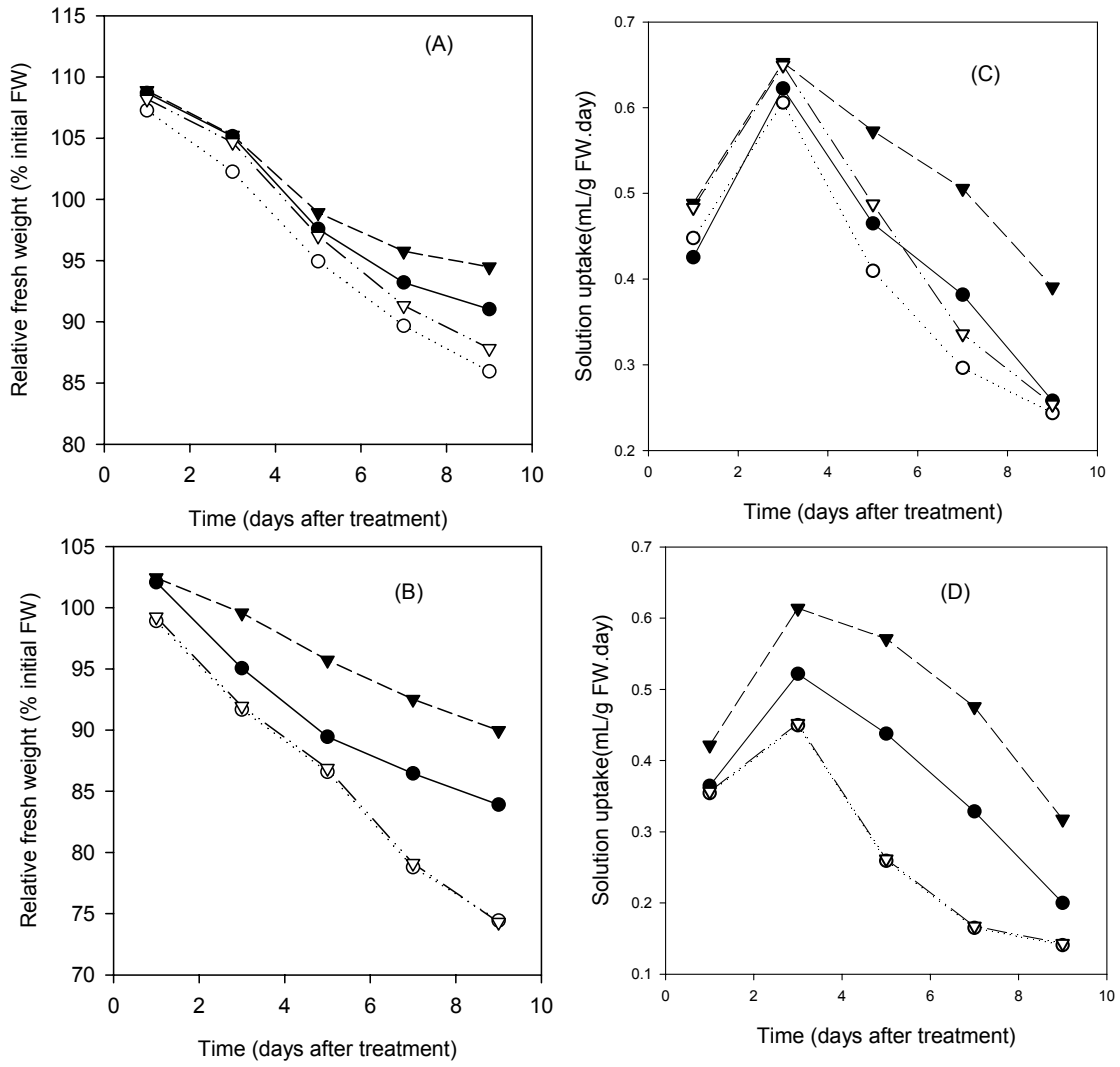 115
110
105
100
95
90
85
80
Relative fresh weight (% initial FW)
(A)
0 2 4 6 8 10
Time (days after treatment)
0.7
0.6
0.5
0.4
0.3
0.2
Solution uptake(mL/g FW.day)
(C)
0 2 4 6 8 10
Time (days after treatment)
105
100
95
90
85
80
75
70
Relative fresh weight (% initial FW)
(B)
0 2 4 6 8 10
Time (days after treatment)
0.7
0.6
0.5
0.4
0.3
0.2
0.1
Solution uptake(mL/g FW.day)
(D)
0 2 4 6 8 10
Time (days after treatment)